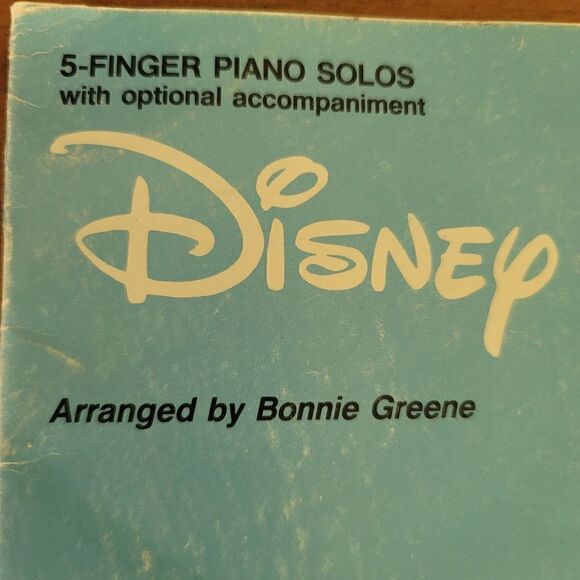 5-FINGER PIANO SOLOS
with optional accompaniment
Disney
Arranged by Bonnie Greene